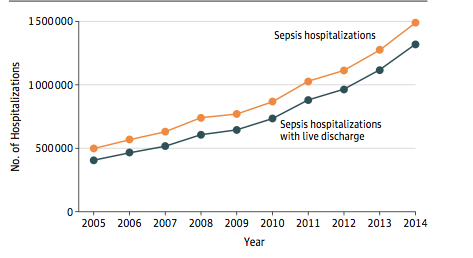 1500000
Sepsis hospitalizations
1000000
No. of Hospitalizations
Sepsis hospitalizations
with live discharge
500000
0
2005 2006 2007 2008 2009 2010 2011 2012 2013 2014
Year